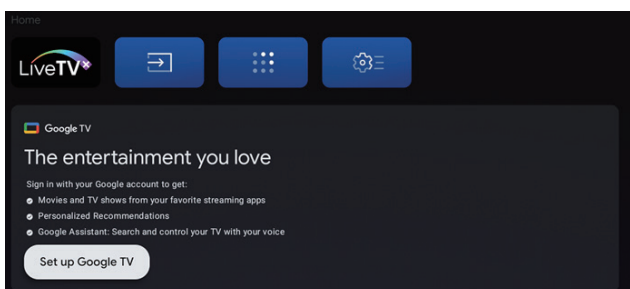 Home
LiveTVx
Google TV
The entertainment you love
Sign in with your Google account to get:
Movies and TV shows from your favorite streaming apps
Personalized Recommendations
Google Assistant: Search and control your TV with your voice
Set up Google TV